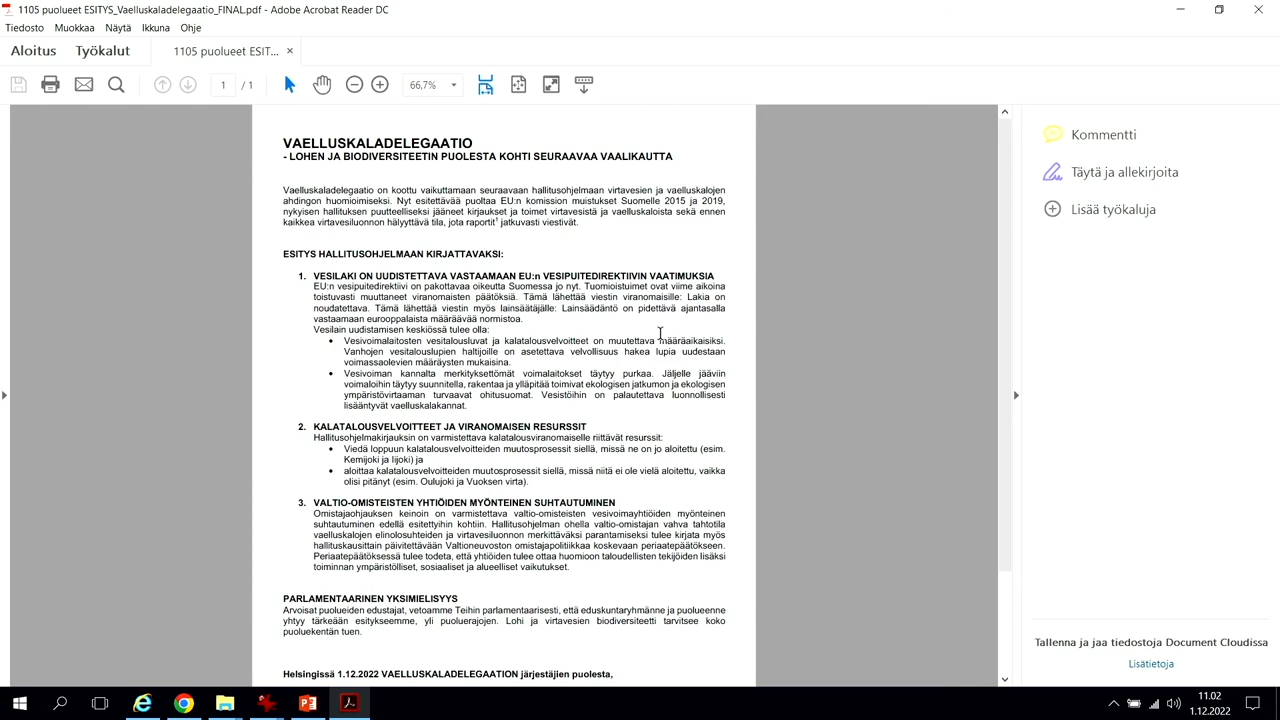 1105 puolueet ESITYS_Vaelluskaladelegaatio_FINAL.pdf - Adobe Acrobat Reader DC
Tiedosto Muokkaa Näytä Ikkuna Ohje
Aloitus Työkalut 1105 puolueet ESIT... ×
1 / 1 66,7%
VAELLUSKALADELEGAATIO
- LOHEN JA BIODIVERSITEETIN PUOLESTA KOHTI SEURAAVAA VAALIKAUTTA
Vaelluskaladelegaatio on koottu vaikuttamaan seuraavaan hallitusohjelmaan virtavesien ja vaelluskalojen
ahdingon huomioimiseksi. Nyt esitettävää puoltaa EU:n komission muistukset Suomelle 2015 ja 2019,
nykyisen hallituksen puutteelliseksi jääneet kirjaukset ja toimet virtavesistä ja vaelluskaloista sekä ennen
kaikkea virtavesiluonnon hälyyttävä tila, jota raportit¹ jatkuvasti viestivät.
ESITYS HALLITUSOHJELMAAN KIRJATTAVAKSI:
1. VESILAKI ON UUDISTETTAVA VASTAAMAAN EU:n VESIPUITEDIREKTIIVIN VAATIMUKSIA
EU:n vesipuitedirektiivi on pakottavaa oikeutta Suomessa jo nyt. Tuomioistuimet ovat viime aikoina
toistuvasti muuttaneet viranomaisten päätöksiä. Tämä lähettää viestin viranomaisille: Lakia on
noudatettava. Tämä lähettää viestin myös lainsäätäjälle: Lainsäädäntö on pidettävä ajantasalla
vastaamaan eurooppalaista määräävää normistoa.
Vesilain uudistamisen keskiössä tulee olla:
• Vesivoimalaitosten vesitalousluvat ja kalatalousvelvoitteet on muutettava määräaikaisiksi.
Vanhojen vesitalouslupien haltijoille on asetettava velvollisuus hakea lupia uudestaan
voimassaolevien määräysten mukaisina.
• Vesivoiman kannalta merkityksettömät voimalaitokset täytyy purkaa. Jäljelle jääviin
voimaloihin täytyy suunnitella, rakentaa ja ylläpitää toimivat ekologisen jatkumon ja ekologisen
ympäristövirtaaman turvaavat ohitusuomat. Vesistöihin on palautettava luonnollisesti
lisääntyvät vaelluskalakannat.
2. KALATALOUSVELVOITTEET JA VIRANOMAISEN RESURSSIT
Hallitusohjelmakirjauksin on varmistettava kalatalousviranomaiselle riittävät resurssit:
• Viedä loppuun kalatalousvelvoitteiden muutosprosessit siellä, missä ne on jo aloitettu (esim.
Kemijoki ja Iijoki) ja
• aloittaa kalatalousvelvoitteiden muutosprosessit siellä, missä niitä ei ole vielä aloitettu, vaikka
olisi pitänyt (esim. Oulujoki ja Vuoksen virta).
3. VALTIO-OMISTEISTEN YHTIÖIDEN MYÖNTEINEN SUHTAUTUMINEN
Omistajaohjauksen keinoin on varmistettava valtio-omisteisten vesivoimayhtiöiden myönteinen
suhtautuminen edellä esitettyihin kohtiin. Hallitusohjelman ohella valtio-omistajan vahva tahtotila
vaelluskalojen elinolosuhteiden ja virtavesiluonnon merkittäväksi parantamiseksi tulee kirjata myös
hallituskausittain päivitettävään Valtioneuvoston omistajapolitiikkaa koskevaan periaatepäätökseen.
Periaatepäätöksessä tulee todeta, että yhtiöiden tulee ottaa huomioon taloudellisten tekijöiden lisäksi
toiminnan ympäristölliset, sosiaaliset ja alueelliset vaikutukset.
PARLAMENTAARINEN YKSIMIELISYYS
Arvoisat puolueiden edustajat, vetoamme Teihin parlamentaarisesti, että eduskuntaryhmänne ja puolueenne
yhtyy tärkeään esitykseemme, yli puoluerajojen. Lohi ja virtavesien biodiversiteetti tarvitsee koko
puoluekentän tuen.
Helsingissä 1.12.2022 VAELLUSKALADELEGAATION järjestäjien puolesta,
Kommentti
Täytä ja allekirjoita
Lisää työkaluja
Tallenna ja jaa tiedostoja Document Cloudissa
Lisätietoja
11.02
1.12.2022